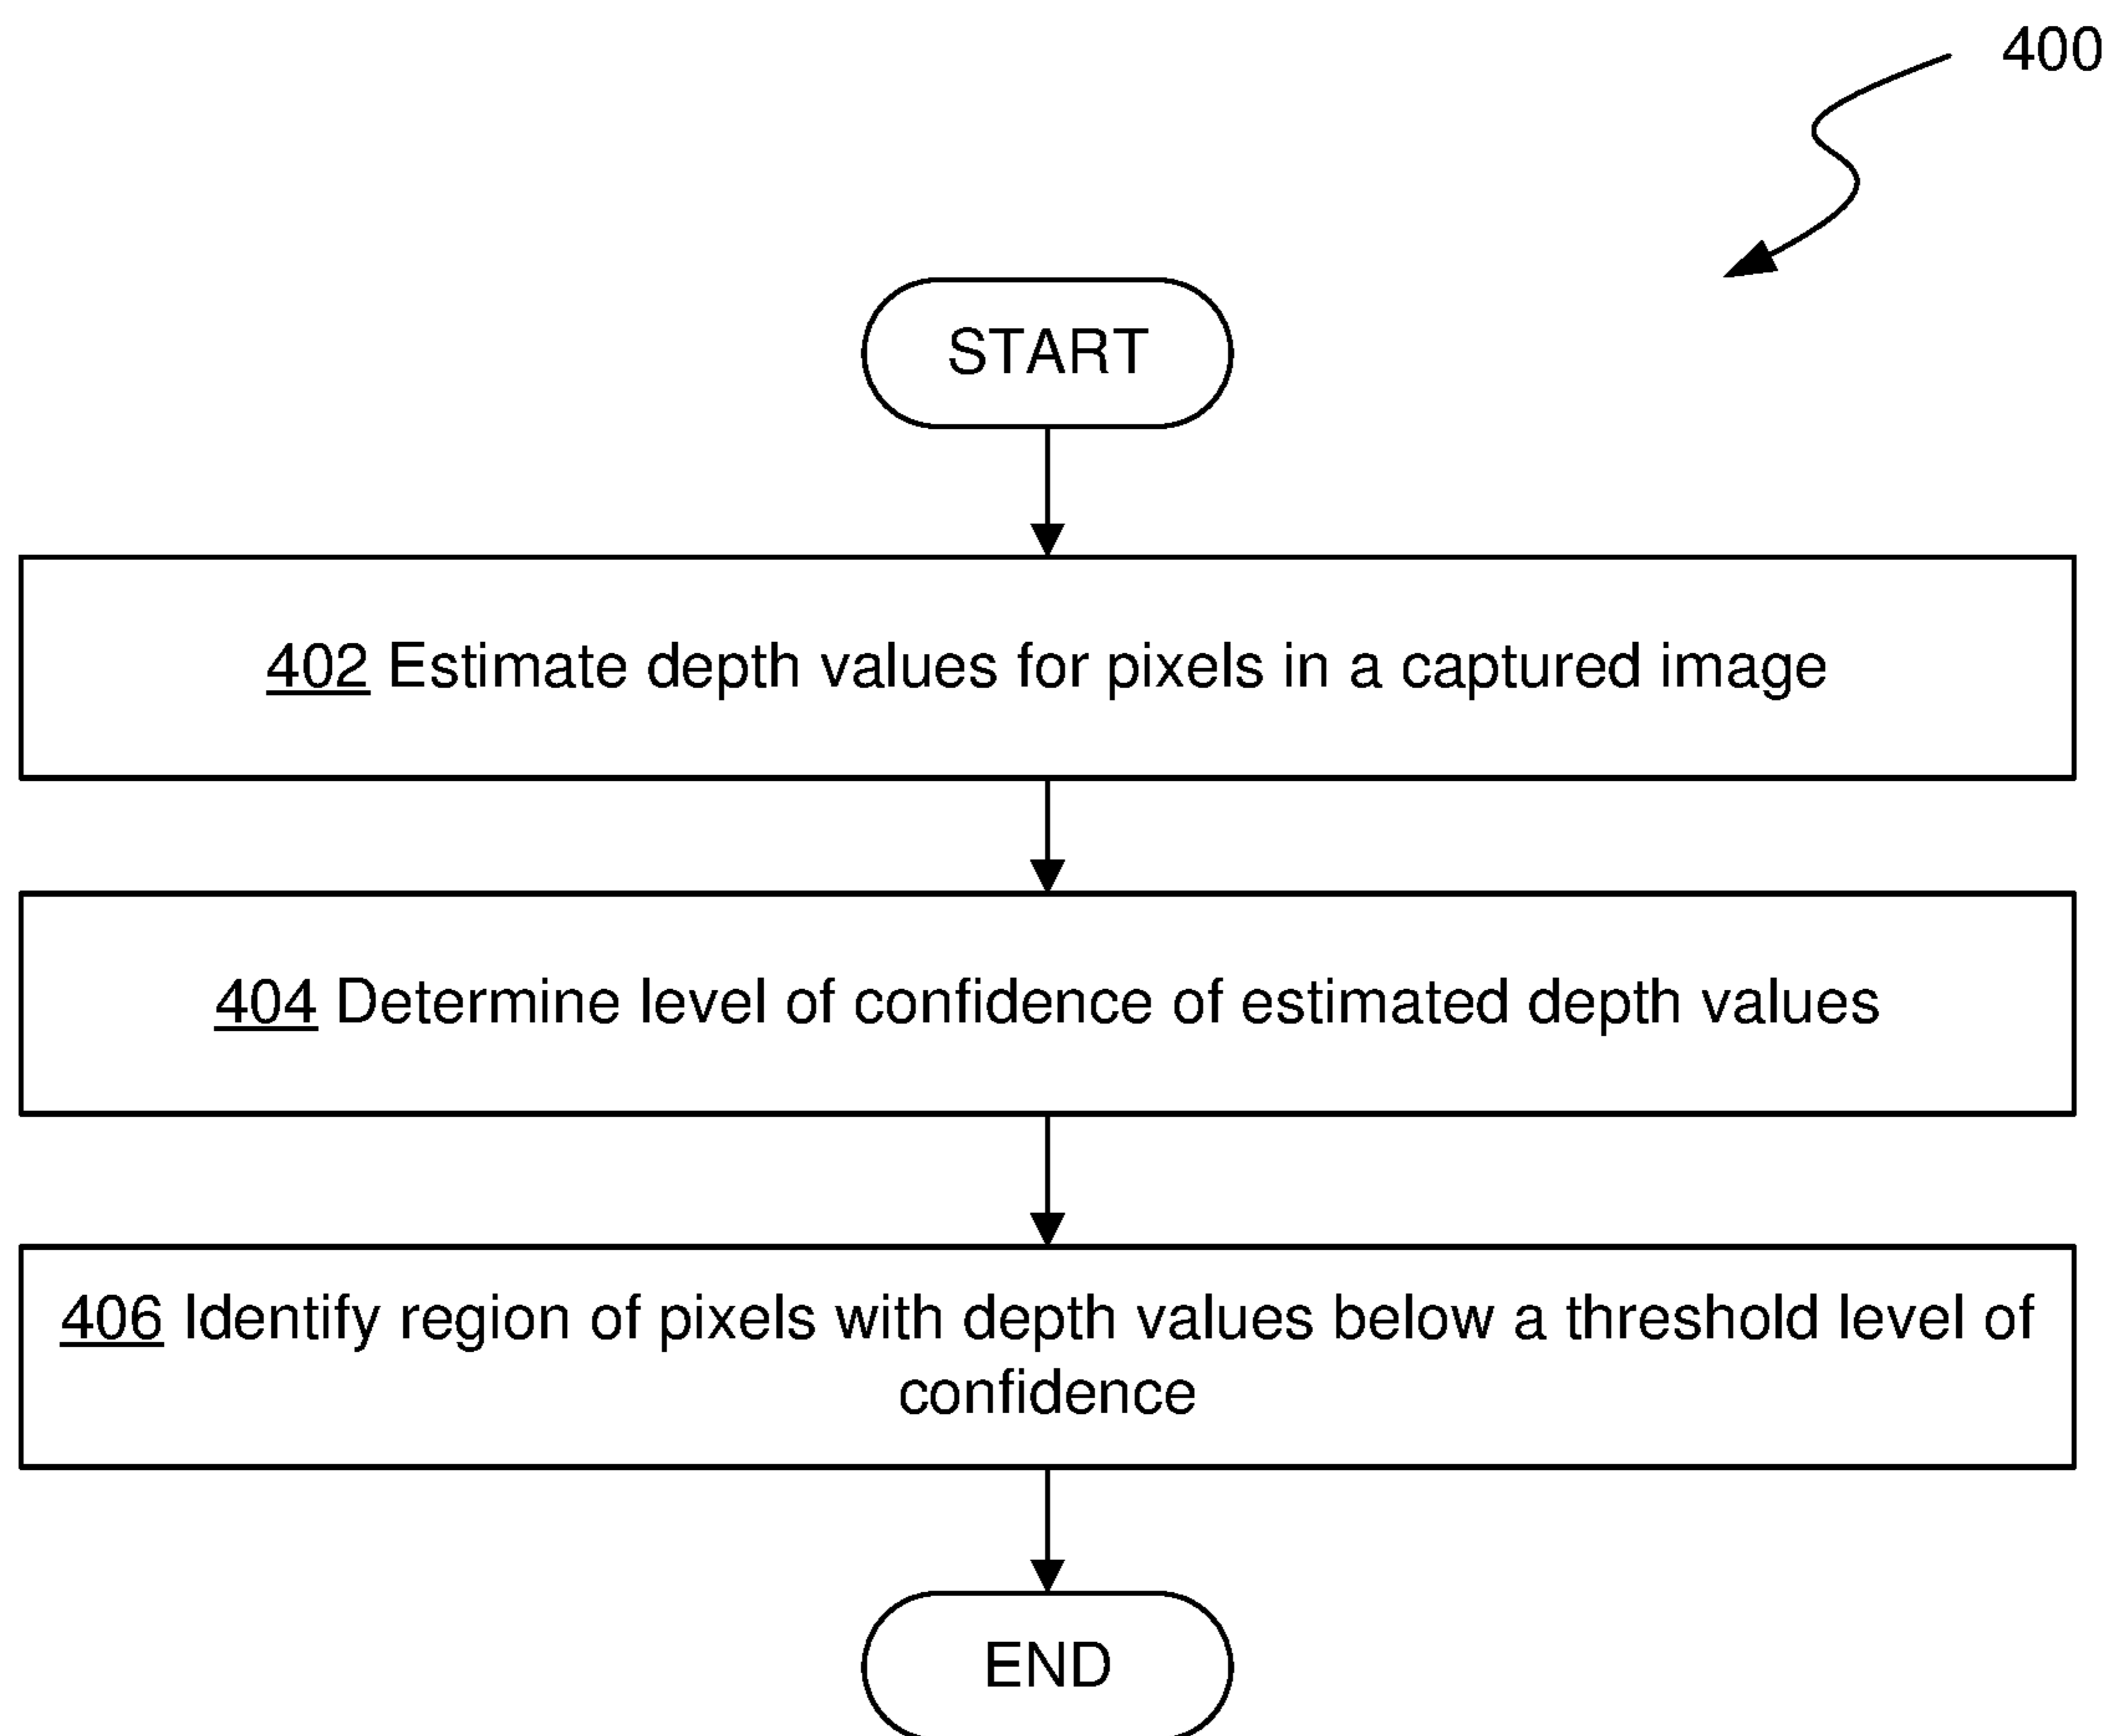 400
START
402 Estimate depth values for pixels in a captured image
404 Determine level of confidence of estimated depth values
406 Identify region of pixels with depth values below a threshold level of
confidence
END